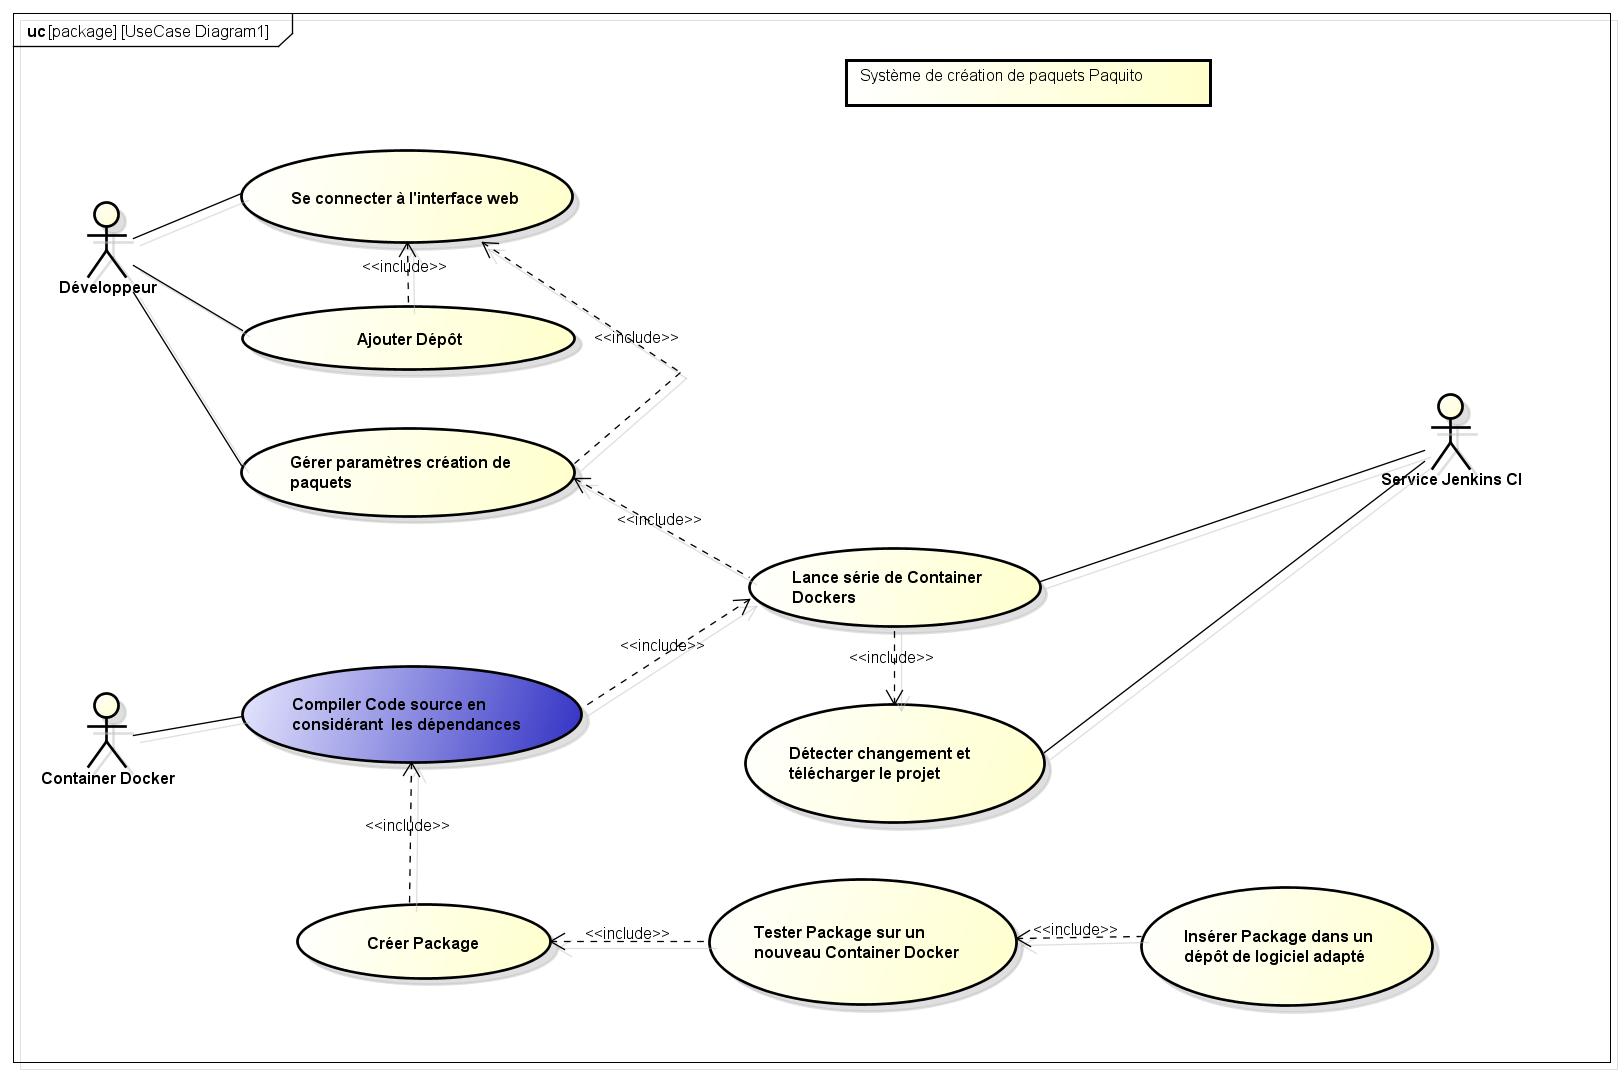 uc [package] [UseCase Diagram1]
Système de création de paquets Paquito
Se connecter à l'interface web
<<include>>
Développeur
Ajouter Dépôt
<<include>>
Gérer paramètres création de
paquets
Service Jenkins CI
<<include>>
Lance série de Container
Dockers
<<include>>
<<include>>
Compiler Code source en
considérant les dépendances
Container Docker
Détecter changement et
télécharger le projet
<<include>>
Créer Package
<<include>>
Tester Package sur un
nouveau Container Docker
<<include>>
Insérer Package dans un
dépôt de logiciel adapté